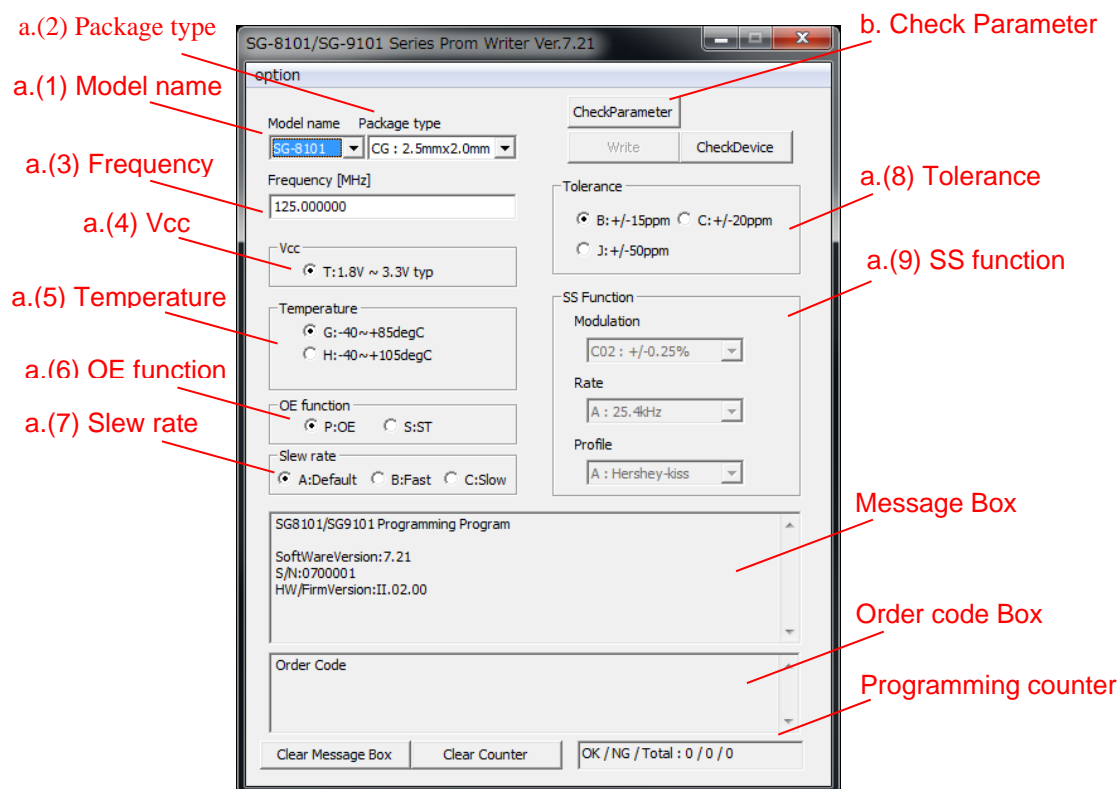 a.(2) Package type
b. Check Parameter
SG-8101/SG-9101 Series Prom Writer Ver.7.21
option
a.(1) Model name
CheckParameter
Model name Package type
SG-8101 CG : 2.5mmx2.0mm
Write CheckDevice
a.(3) Frequency
Frequency [MHz]
125.000000
a.(8) Tolerance
Tolerance
B:+/-15ppm C:+/-20ppm
J:+/-50ppm
a.(4) Vcc
Vcc
T:1.8V ~ 3.3V typ
a.(9) SS function
a.(5) Temperature
Temperature
G:-40~+85degC
H:-40~+105degC
SS Function
Modulation
C02 : +/-0.25%
Rate
A : 25.4kHz
Profile
A : Hershey-kiss
a.(6) OE function
OE function
P:OE S:ST
a.(7) Slew rate
Slew rate
A:Default B:Fast C:Slow
Message Box
SG8101/SG9101 Programming Program
SoftWareVersion:7.21
S/N:0700001
HW/FirmVersion:II.02.00
Order code Box
Order Code
Programming counter
Clear Message Box Clear Counter OK / NG / Total : 0 / 0 / 0